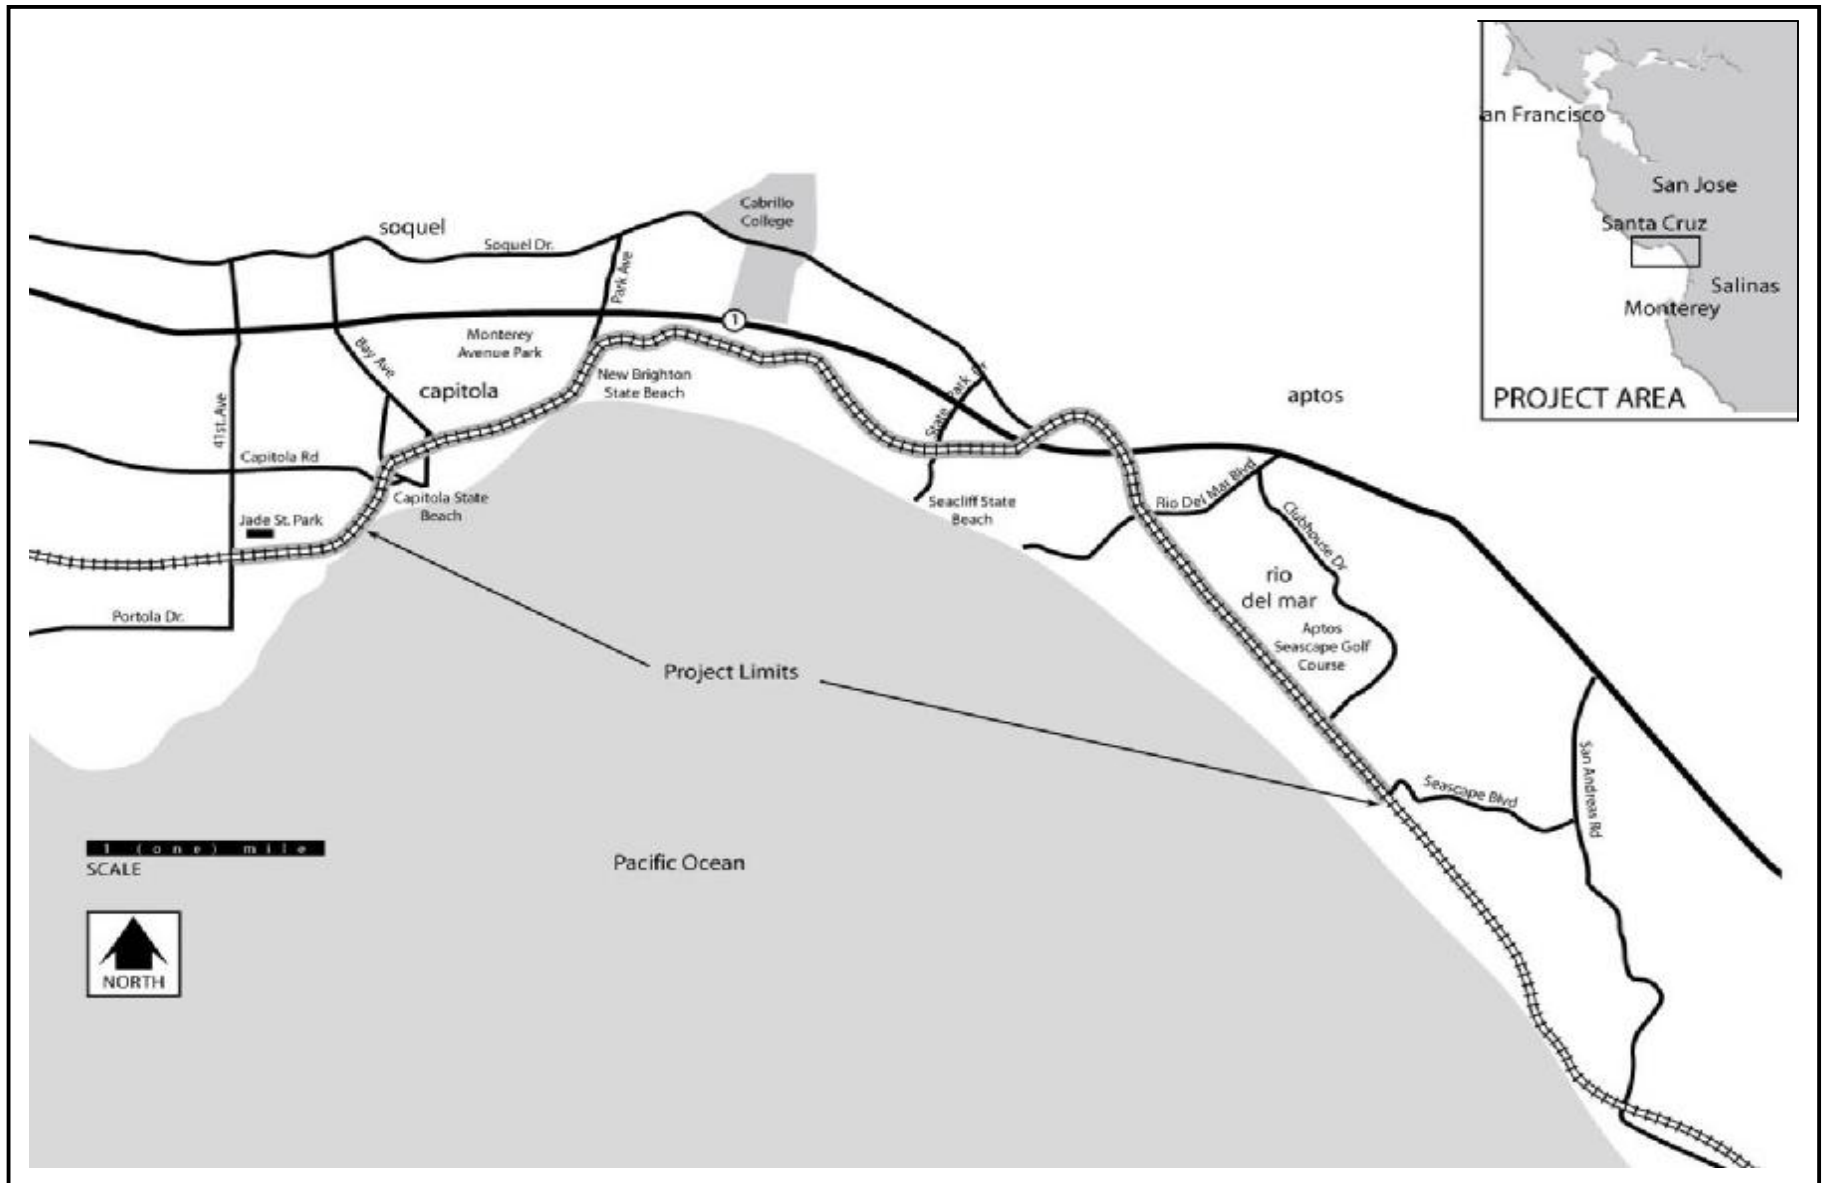 an Francisco
San Jose
Santa Cruz
Salinas
Monterey
PROJECT AREA
Cabrillo
College
soquel
Soquel Dr.
Park Ave
1
Monterey
Avenue Park
Bay Ave
New Brighton
State Beach
capitola
State Park Dr
aptos
41st. Ave
Capitola Rd
Rio Del Mar Blvd
Capitola State
Beach
Seacliff State
Beach
Clubhouse Dr
Jade St. Park
rio
del mar
Portola Dr.
Aptos
Seascape Golf
Course
Project Limits
San Andreas Rd
Seascape Blvd
1 (one) mile
SCALE
Pacific Ocean
NORTH